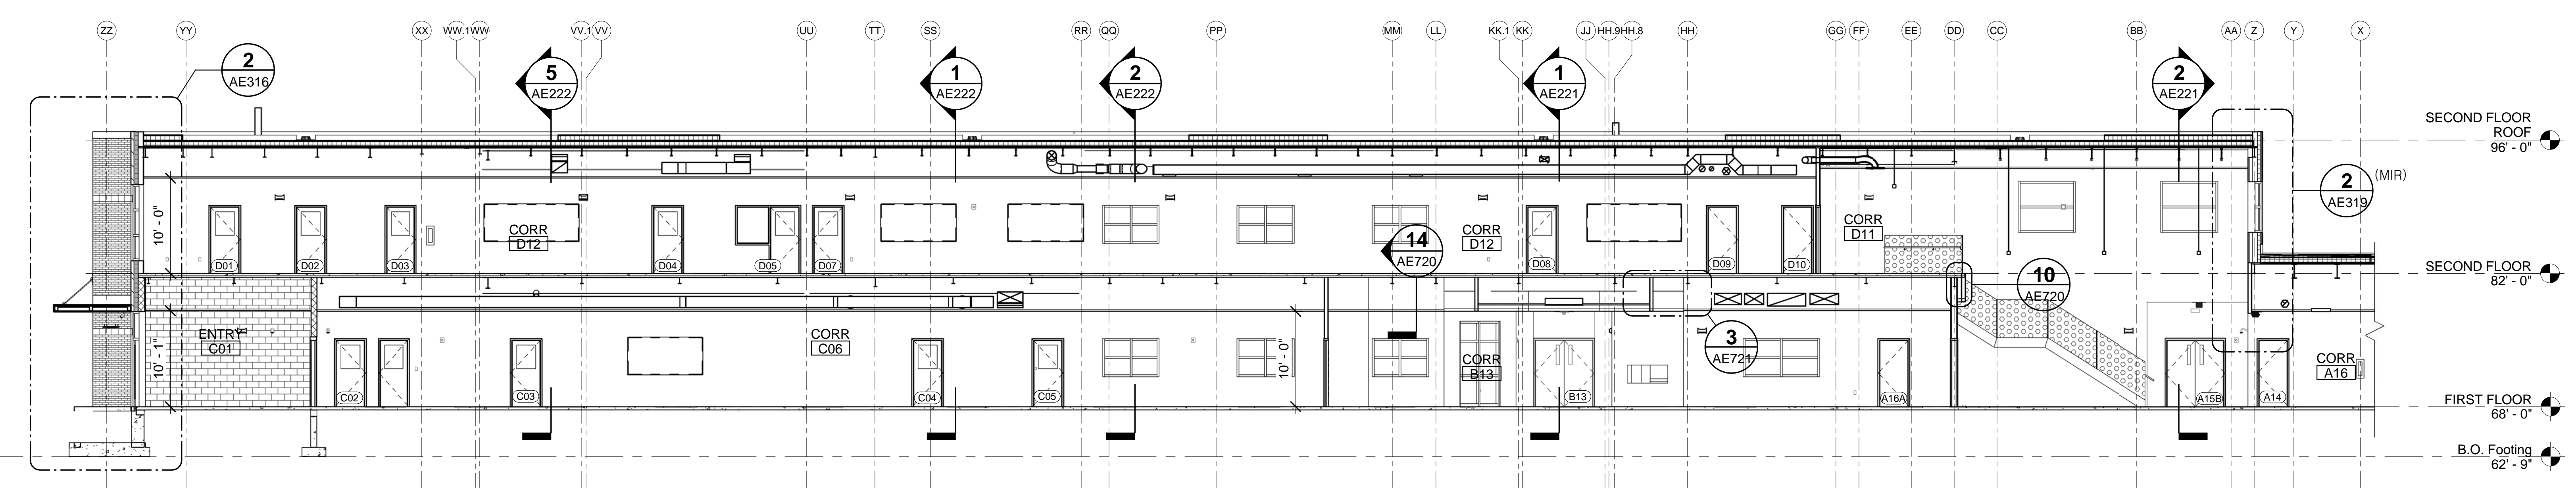 ZZ YY XX WW.1 WW VV.1 VV UU TT SS RR QQ PP MM LL KK.1 KK JJ HH.9 HH.8 HH GG FF EE DD CC BB AA Z Y X
2
AE316
5
AE222
1
AE222
2
AE222
1
AE221
2
AE221
SECOND FLOOR
ROOF
96' - 0"
2
AE319
(MIR)
10' - 0"
CORR
D12
CORR
D12
CORR
D11
14
AE720
D01 D02 D03 D04 D05 D07 D08 D09 D10
SECOND FLOOR
82' - 0"
10
AE720
ENTRY
C01
10' - 1"
CORR
C06
10' - 0"
CORR
B13
3
AE721
CORR
A16
C02 C03 C04 C05 B13 A16A A15B A14
FIRST FLOOR
68' - 0"
B.O. Footing
62' - 9"